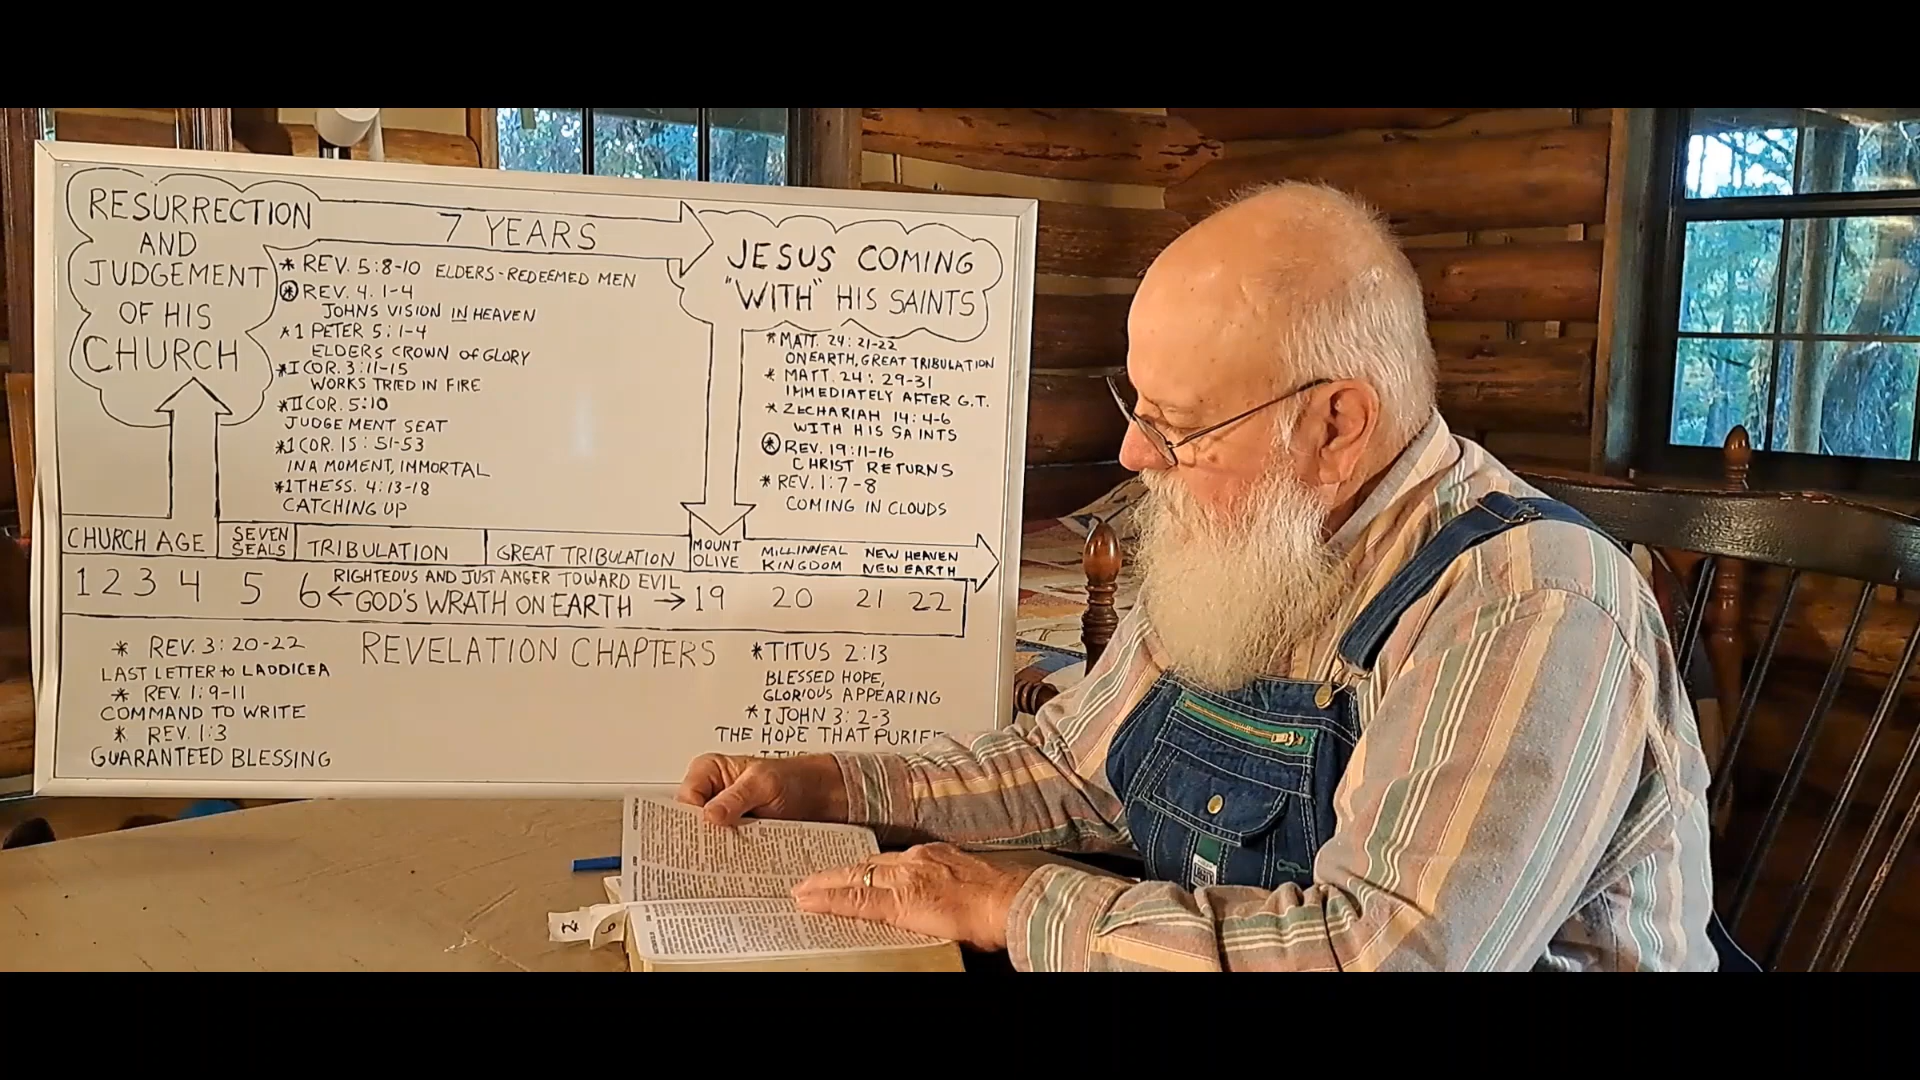 RESURRECTION
AND
JUDGEMENT
OF HIS
CHURCH
7 YEARS
JESUS COMING
"WITH" HIS SAINTS
* REV. 5:8-10 ELDERS-REDEEMED MEN
* REV. 4. 1-4
JOHNS VISION IN HEAVEN
* 1 PETER 5:1-4
ELDERS CROWN of GLORY
* I COR. 3:11-15
WORKS TRIED IN FIRE
* II COR. 5:10
JUDGEMENT SEAT
* 1 COR. 15:51-53
IN A MOMENT, IMMORTAL
* 1 THESS. 4:13-18
CATCHING UP
* MATT. 24:21-22
ON EARTH, GREAT TRIBULATION
* MATT. 24:29-31
IMMEDIATELY AFTER G.T.
* ZECHARIAH 14:4-6
WITH HIS SAINTS
* REV. 19:11-16
CHRIST RETURNS
* REV. 1:7-8
COMING IN CLOUDS
CHURCH AGE
SEVEN
SEALS
TRIBULATION
GREAT TRIBULATION
MOUNT
OLIVE
MILLINNEAL
KINGDOM
NEW HEAVEN
NEW EARTH
1 2 3 4 5 6 ← RIGHTEOUS AND JUST ANGER TOWARD EVIL
GOD'S WRATH ON EARTH → 19 20 21 22
REVELATION CHAPTERS
* REV. 3:20-22
LAST LETTER to LAODICEA
* REV. 1:9-11
COMMAND TO WRITE
* REV. 1:3
GUARANTEED BLESSING
* TITUS 2:13
BLESSED HOPE,
GLORIOUS APPEARING
* I JOHN 3:2-3
THE HOPE THAT